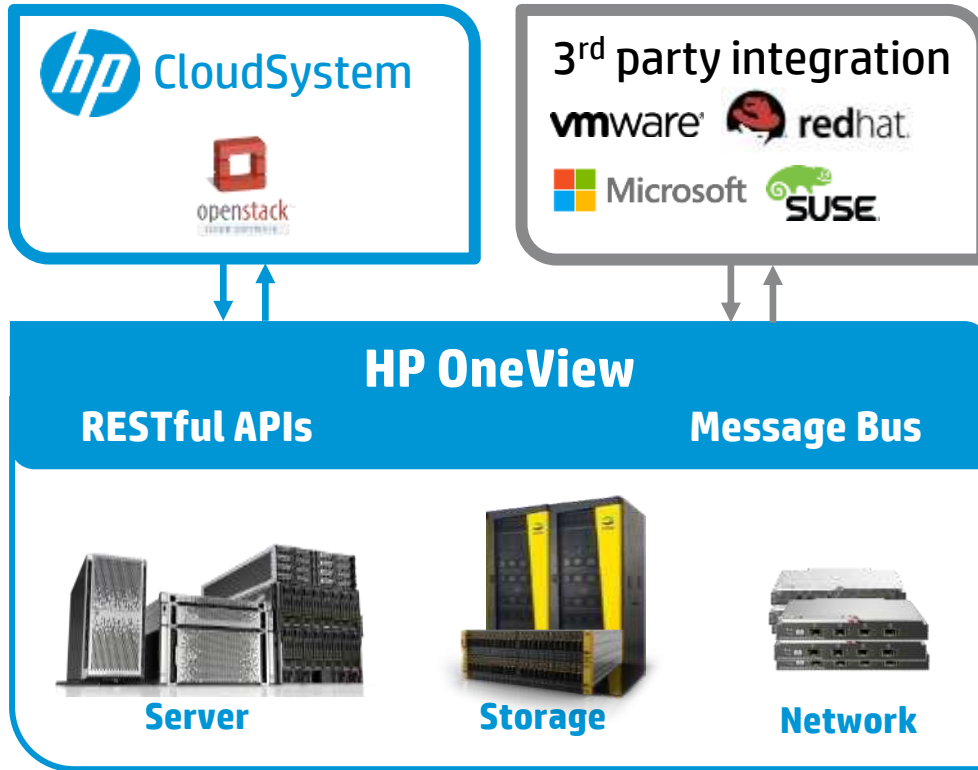 hp CloudSystem
openstack
3rd party integration
vmware redhat.
Microsoft SUSE
HP OneView
RESTful APIs Message Bus
Server Storage Network